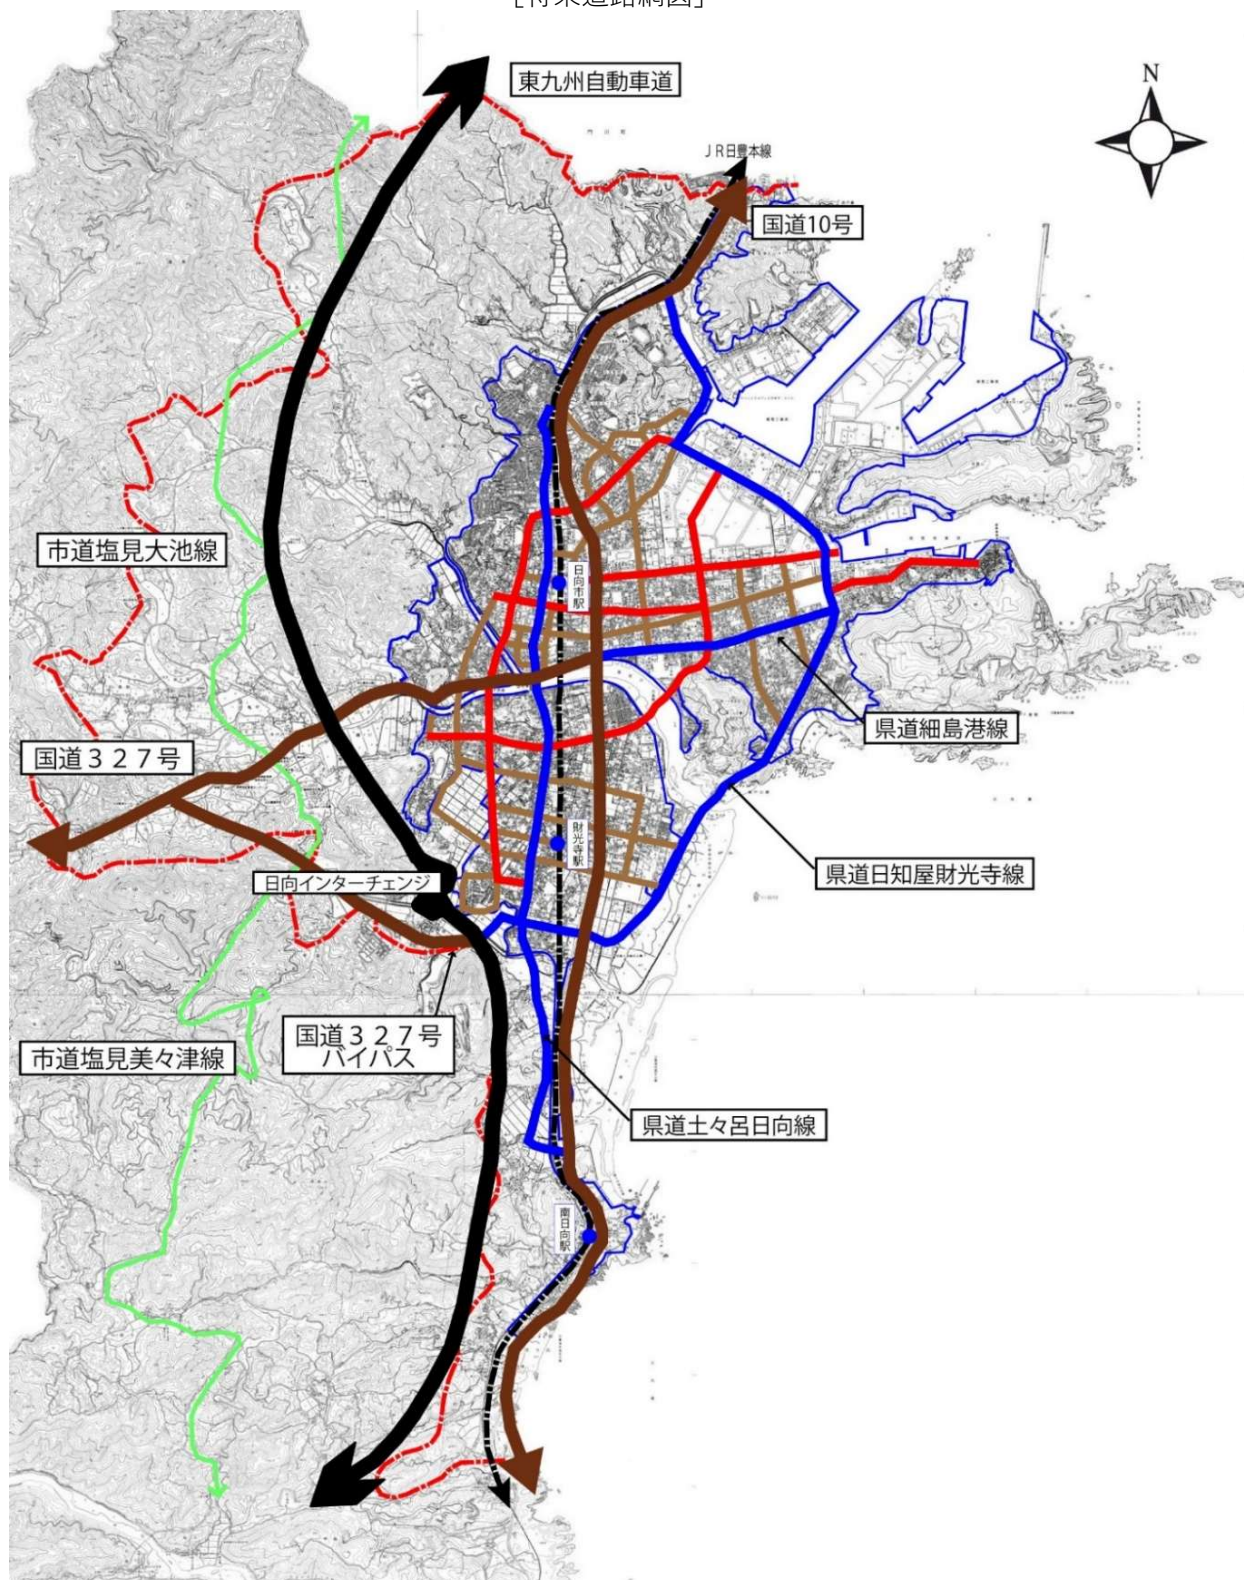 [将来道路網図]
東九州自動車道
N
JR日豊本線
国道10号
市道塩見大池線
日向市駅
県道細島港線
国道３２７号
財光寺駅
県道日知屋財光寺線
日向インターチェンジ
国道３２７号
バイパス
市道塩見美々津線
県道土々呂日向線
南日向駅